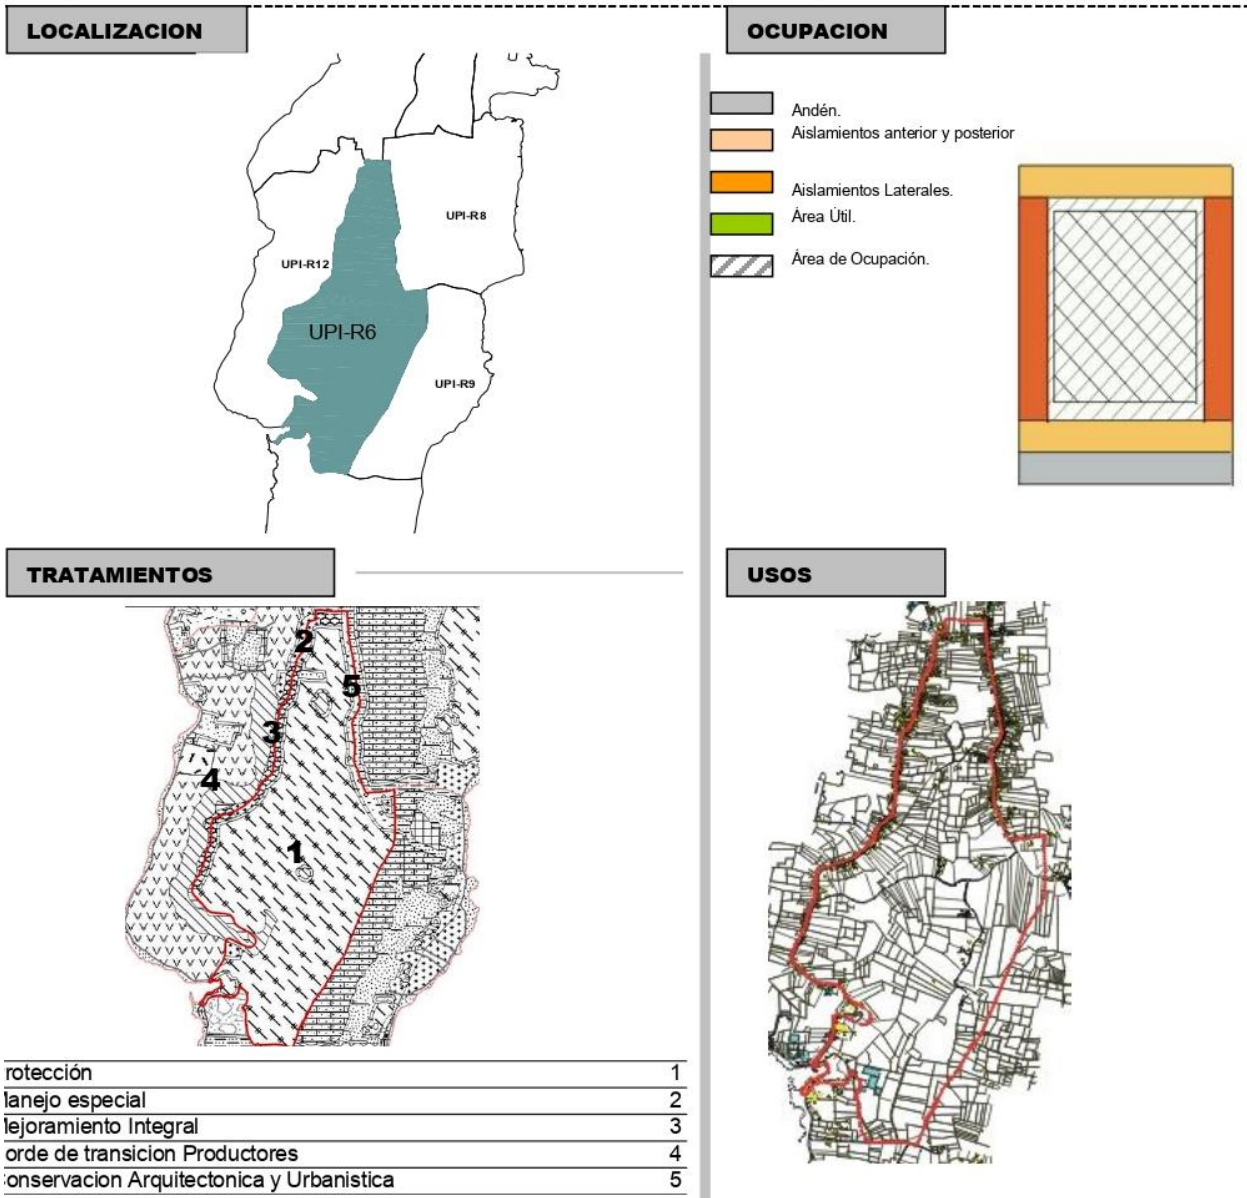 LOCALIZACION
UPI-R8
UPI-R12
UPI-R6
UPI-R9
OCUPACION
Andén.
Aislamientos anterior y posterior
Aislamientos Laterales.
Área Útil.
Área de Ocupación.
TRATAMIENTOS
2
5
3
4
1
rotección 1
lanejo especial 2
lejoramiento Integral 3
orde de transicion Productores 4
onservacion Arquitectonica y Urbanistica 5
USOS